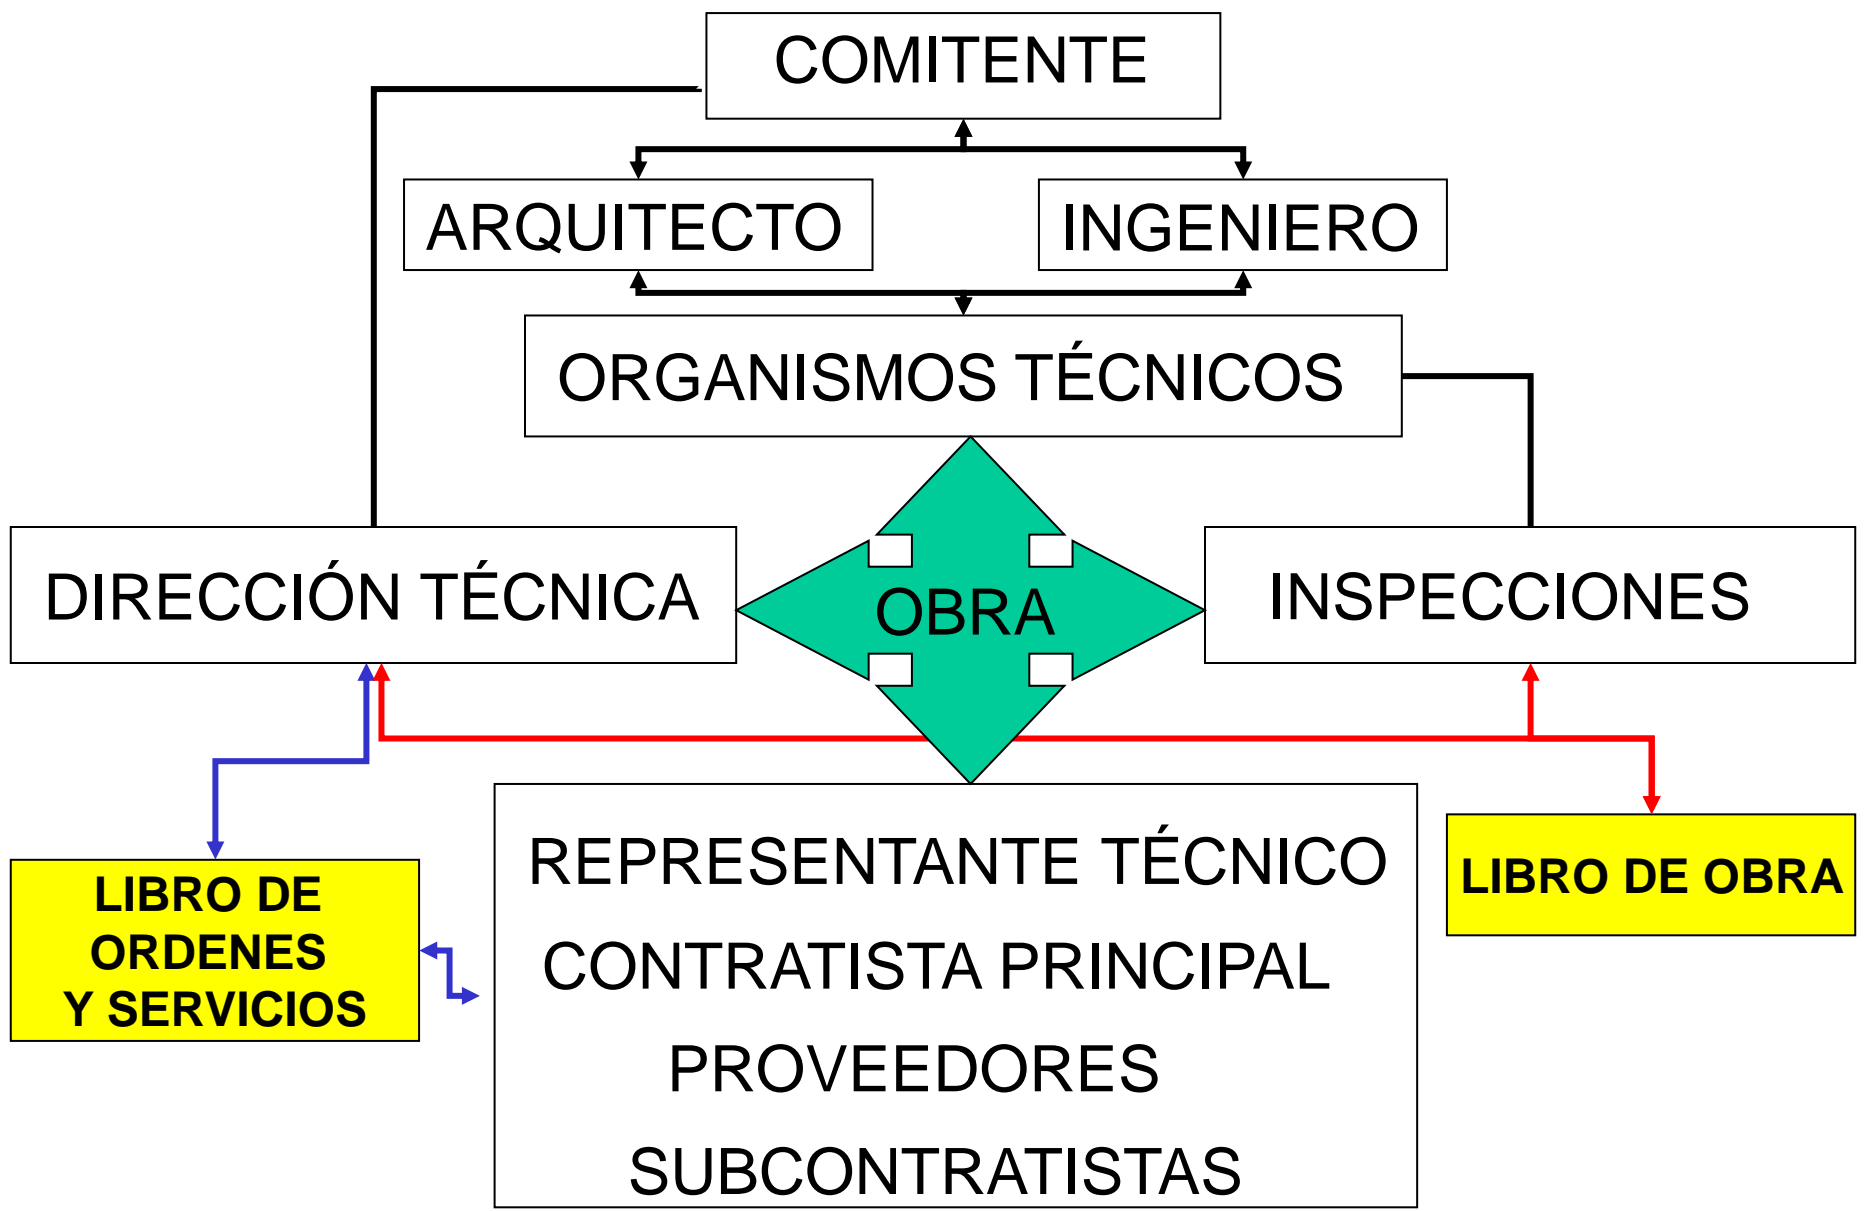 COMITENTE
ARQUITECTO
INGENIERO
ORGANISMOS TÉCNICOS
DIRECCIÓN TÉCNICA
OBRA
INSPECCIONES
REPRESENTANTE TÉCNICO
CONTRATISTA PRINCIPAL
PROVEEDORES
SUBCONTRATISTAS
LIBRO DE
ORDENES
Y SERVICIOS
LIBRO DE OBRA